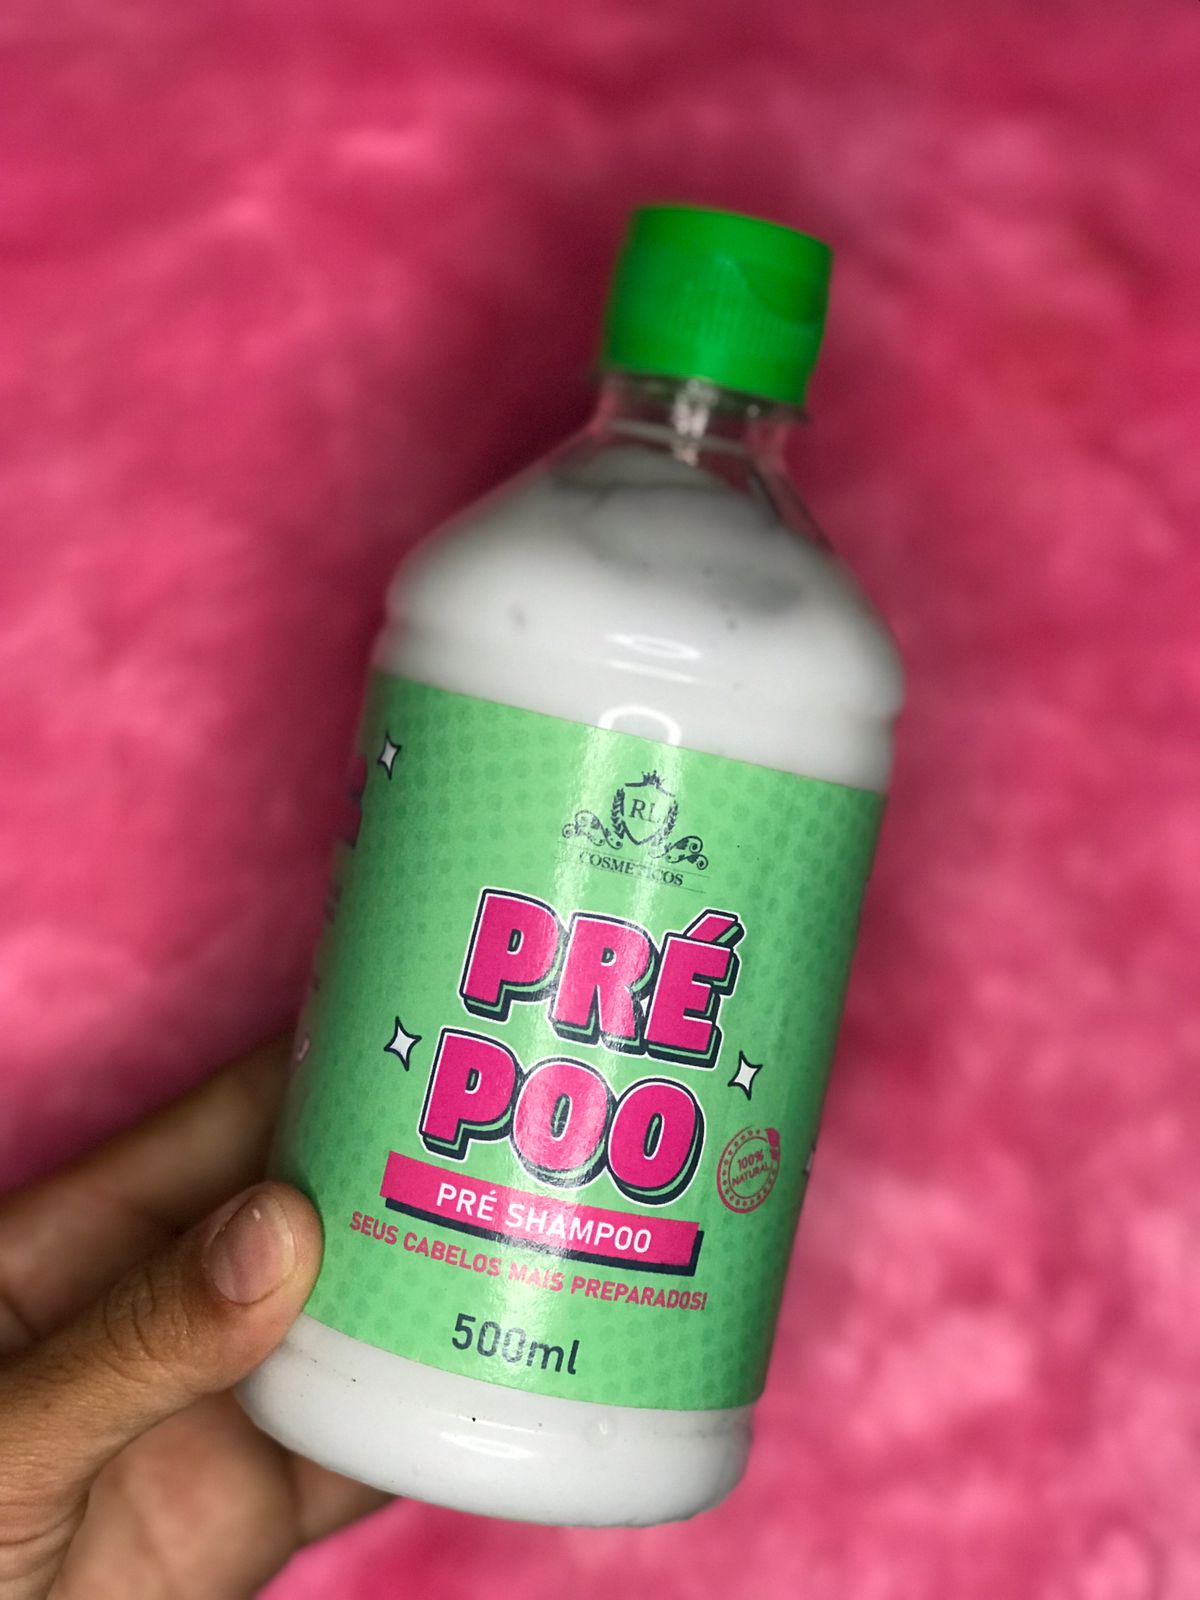 RL
COSMETICOS
PRÉ
POO
100%
NATURAL
PRÉ SHAMPOO
SEUS CABELOS MAIS PREPARADOS!
500ml